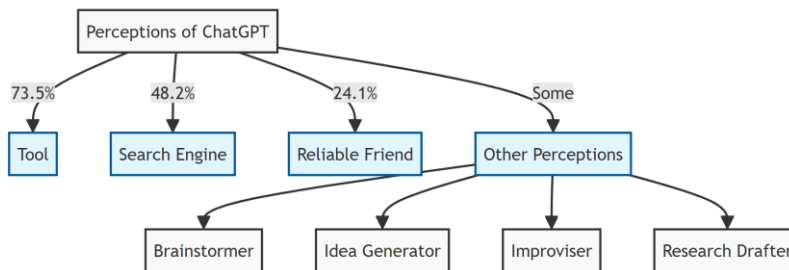 Perceptions of ChatGPT
73.5%
48.2%
24.1%
Some
Tool
Search Engine
Reliable Friend
Other Perceptions
Brainstormer
Idea Generator
Improviser
Research Drafter